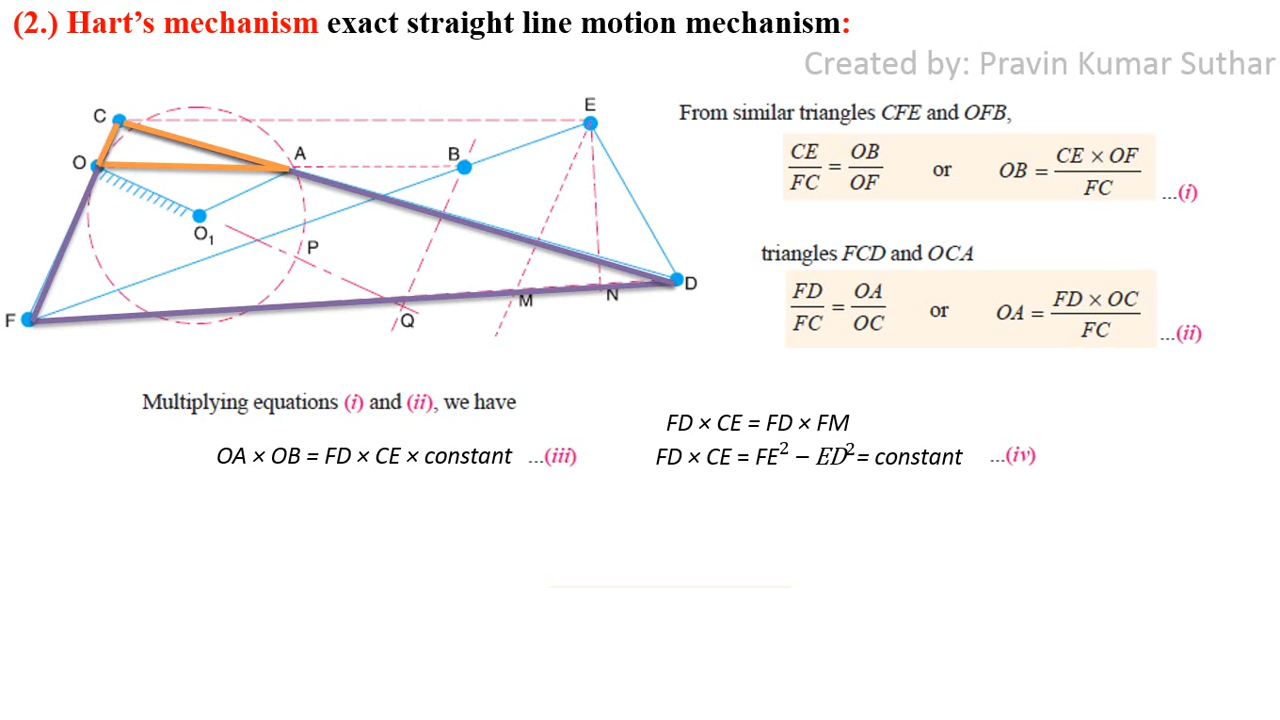 (2.) Hart's mechanism exact straight line motion mechanism:
Created by: Pravin Kumar Suthar
C
E
O
A
B
O₁
P
D
F
Q
M
N
From similar triangles CFE and OFB,
CE/FC = OB/OF or OB = CE × OF/FC ...(i)
triangles FCD and OCA
FD/FC = OA/OC or OA = FD × OC/FC ...(ii)
Multiplying equations (i) and (ii), we have
OA × OB = FD × CE × constant ...(iii)
FD × CE = FD × FM
FD × CE = FE² – ED² = constant ...(iv)